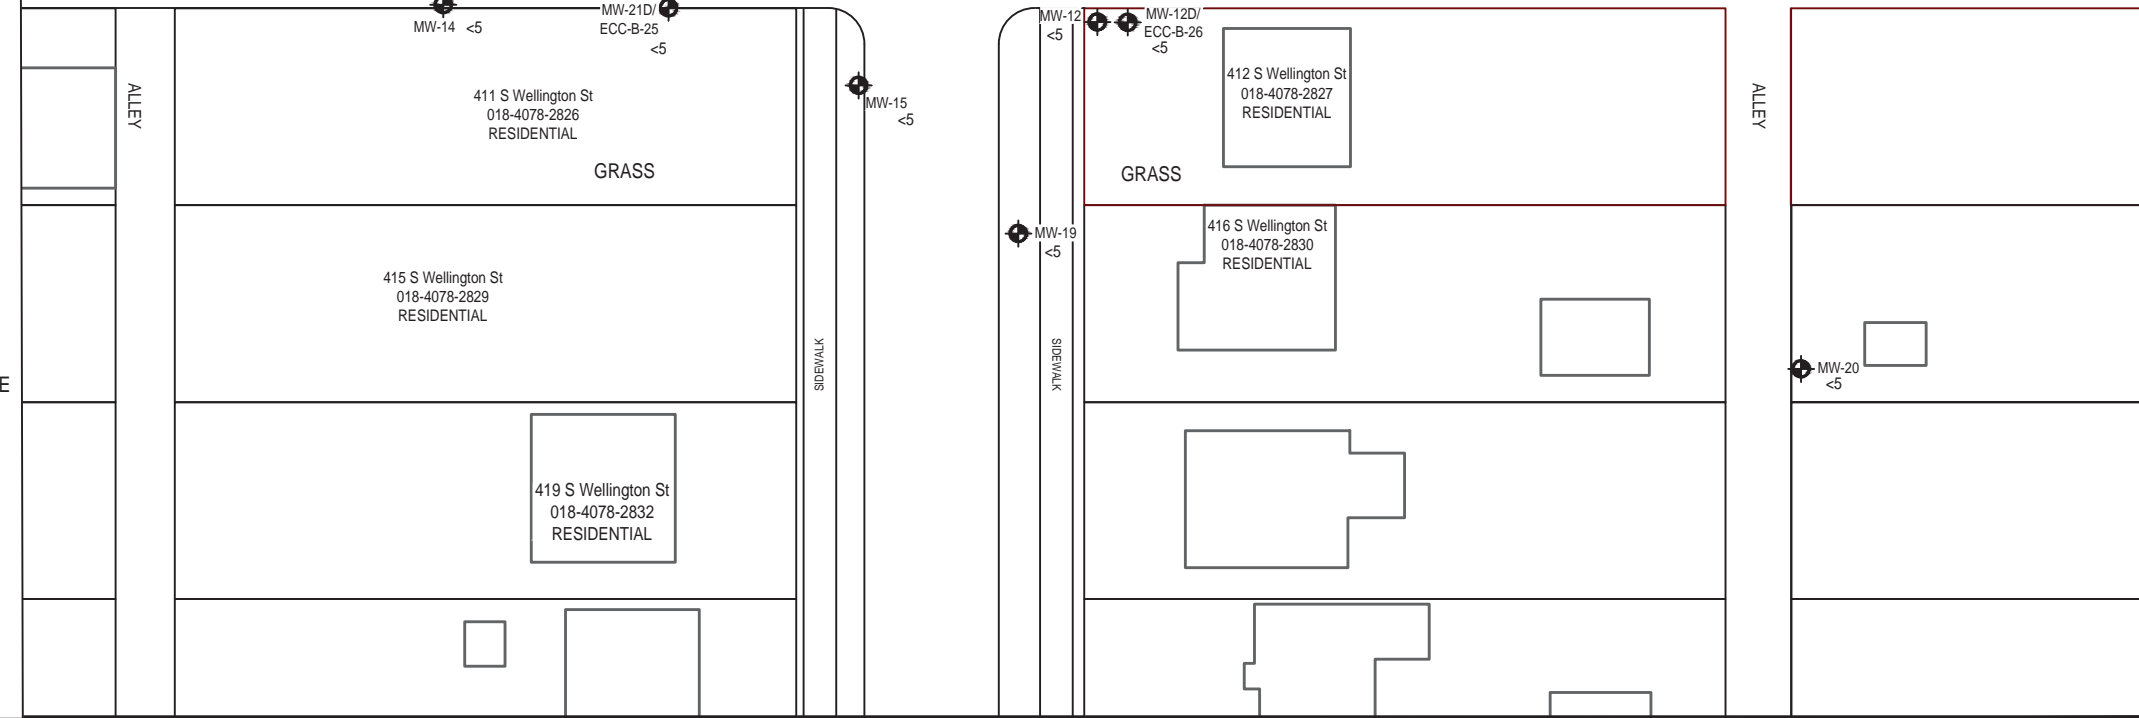 MW-14 <5
MW-21D/
ECC-B-25
<5
MW-12
<5
MW-12D/
ECC-B-26
<5
ALLEY
411 S Wellington St
018-4078-2826
RESIDENTIAL
GRASS
MW-15
<5
412 S Wellington St
018-4078-2827
RESIDENTIAL
GRASS
ALLEY
MW-19
<5
416 S Wellington St
018-4078-2830
RESIDENTIAL
415 S Wellington St
018-4078-2829
RESIDENTIAL
SIDEWALK
SIDEWALK
MW-20
<5
E
419 S Wellington St
018-4078-2832
RESIDENTIAL